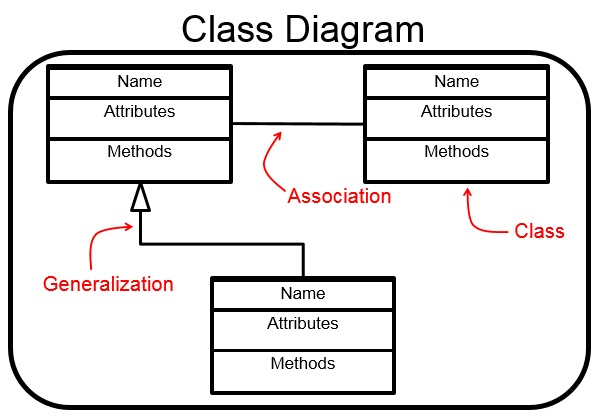 Class Diagram
Name
Attributes
Methods
Name
Attributes
Methods
Association
Class
Generalization
Name
Attributes
Methods